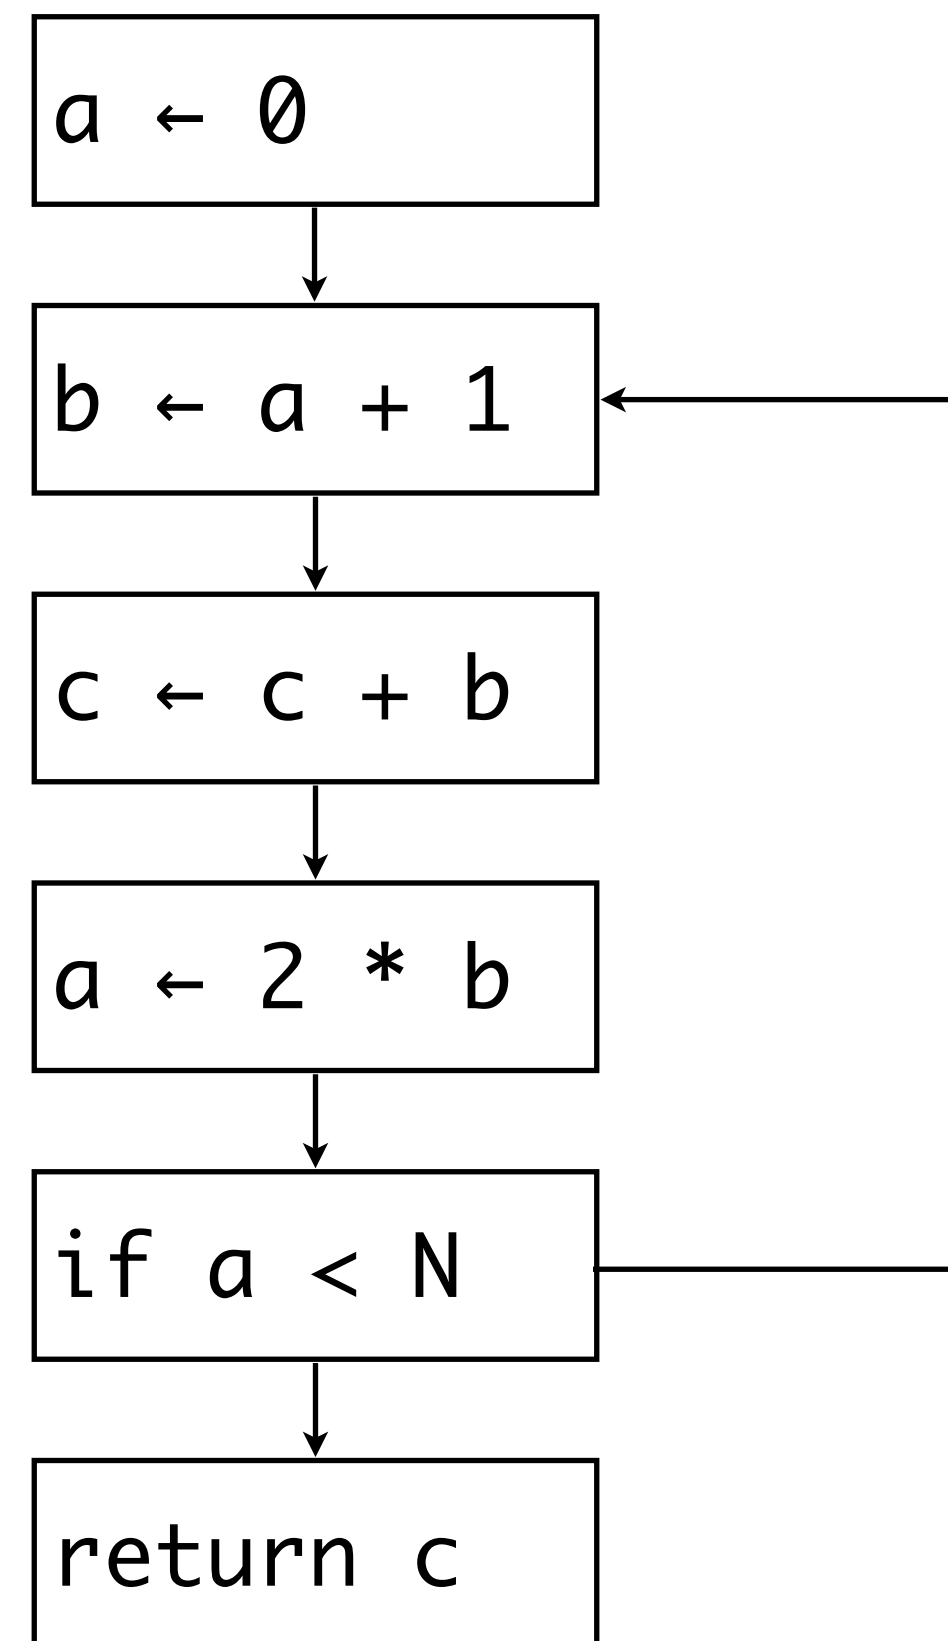 a ← 0
b ← a + 1
c ← c + b
a ← 2 * b
if a < N
return c